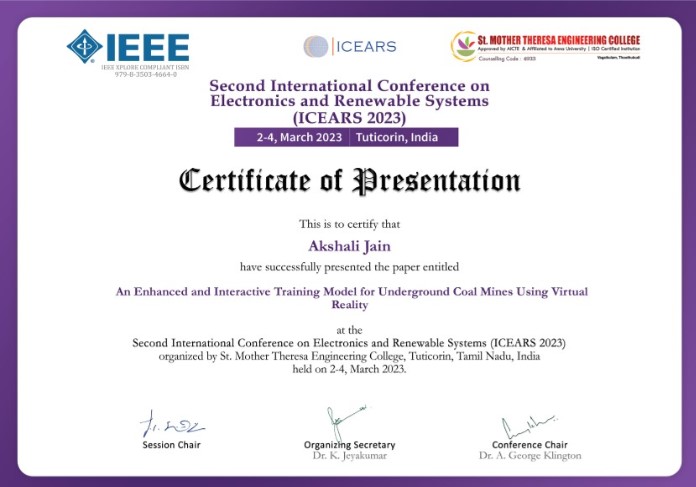 IEEE
IEEE XPLORE COMPLIANT ISBN
979-8-3503-4664-0
ICEARS
ST. MOTHER THERESA ENGINEERING COLLEGE
Approved by AICTE & Affiliated to Anna University | ISO Certified Institution
Counselling Code :
Vagaikulam, Thoothukudi
Second International Conference on
Electronics and Renewable Systems
(ICEARS 2023)
2-4, March 2023 | Tuticorin, India
Certificate of Presentation
This is to certify that
Akshali Jain
have successfully presented the paper entitled
An Enhanced and Interactive Training Model for Underground Coal Mines Using Virtual
Reality
at the
Second International Conference on Electronics and Renewable Systems (ICEARS 2023)
organized by St. Mother Theresa Engineering College, Tuticorin, Tamil Nadu, India
held on 2-4, March 2023.
Session Chair
Organizing Secretary
Dr. K. Jeyakumar
Conference Chair
Dr. A. George Klington